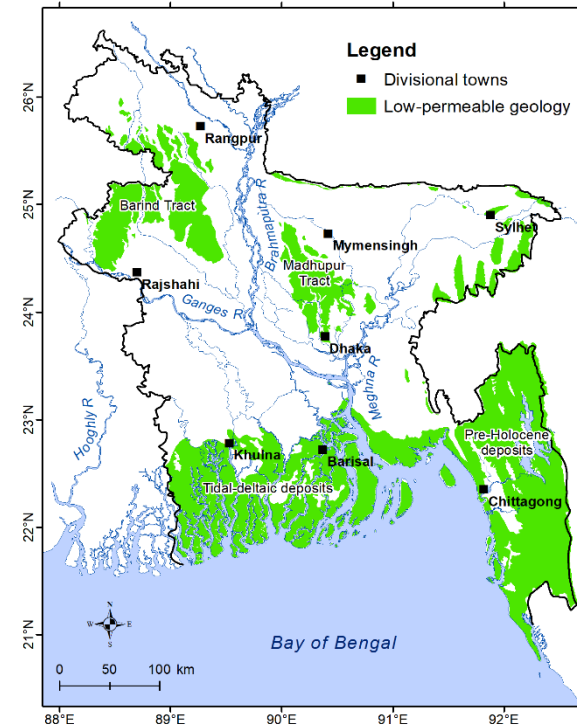 Legend
Divisional towns
Low-permeable geology
26°N
25°N
24°N
23°N
22°N
21°N
Rangpur
Barind Tract
Brahmaputra R
Mymensingh
Sylhet
Madhupur
Tract
Rajshahi
Ganges R
Dhaka
Meghna R
Hooghly R
Khulna
Barisal
Tidal-deltaic deposits
Pre-Holocene
deposits
Chittagong
N
W E
S
0 50 100 km
Bay of Bengal
88°E 89°E 90°E 91°E 92°E